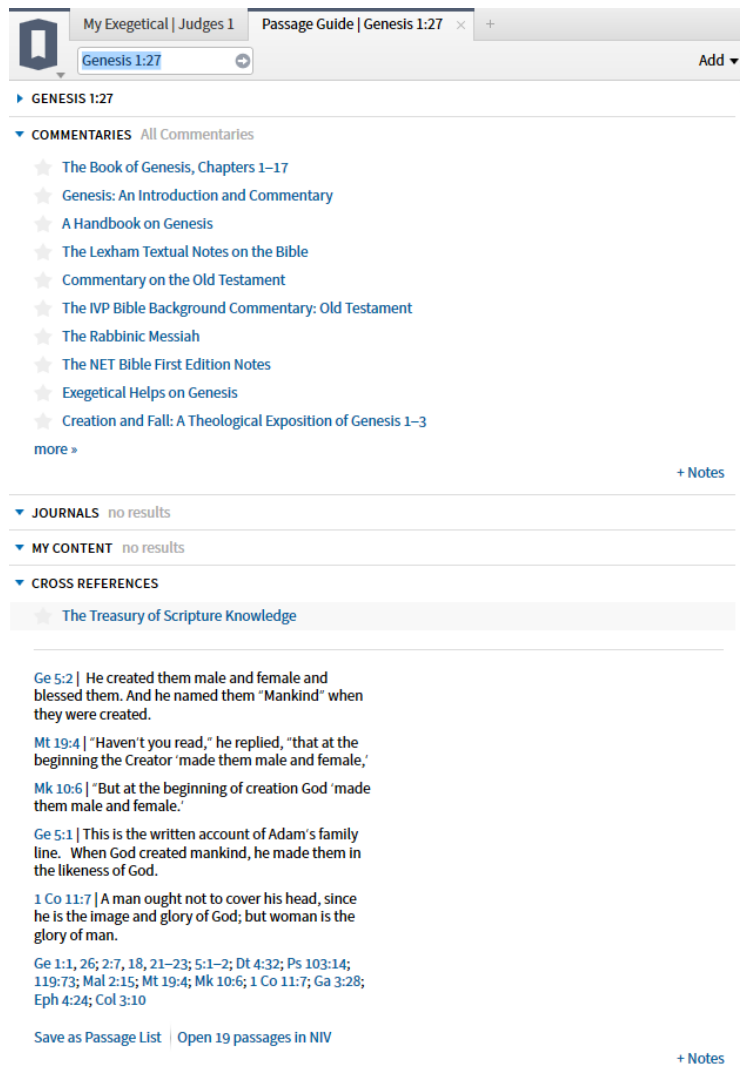 My Exegetical | Judges 1
Passage Guide | Genesis 1:27 × +
Genesis 1:27
Add
GENESIS 1:27
COMMENTARIES All Commentaries
The Book of Genesis, Chapters 1–17
Genesis: An Introduction and Commentary
A Handbook on Genesis
The Lexham Textual Notes on the Bible
Commentary on the Old Testament
The IVP Bible Background Commentary: Old Testament
The Rabbinic Messiah
The NET Bible First Edition Notes
Exegetical Helps on Genesis
Creation and Fall: A Theological Exposition of Genesis 1–3
more »
+ Notes
JOURNALS no results
MY CONTENT no results
CROSS REFERENCES
The Treasury of Scripture Knowledge
Ge 5:2 | He created them male and female and
blessed them. And he named them “Mankind” when
they were created.
Mt 19:4 | “Haven’t you read,” he replied, “that at the
beginning the Creator ‘made them male and female,’
Mk 10:6 | “But at the beginning of creation God ‘made
them male and female.’
Ge 5:1 | This is the written account of Adam’s family
line. When God created mankind, he made them in
the likeness of God.
1 Co 11:7 | A man ought not to cover his head, since
he is the image and glory of God; but woman is the
glory of man.
Ge 1:1, 26; 2:7, 18, 21–23; 5:1–2; Dt 4:32; Ps 103:14;
119:73; Mal 2:15; Mt 19:4; Mk 10:6; 1 Co 11:7; Ga 3:28;
Eph 4:24; Col 3:10
Save as Passage List | Open 19 passages in NIV
+ Notes